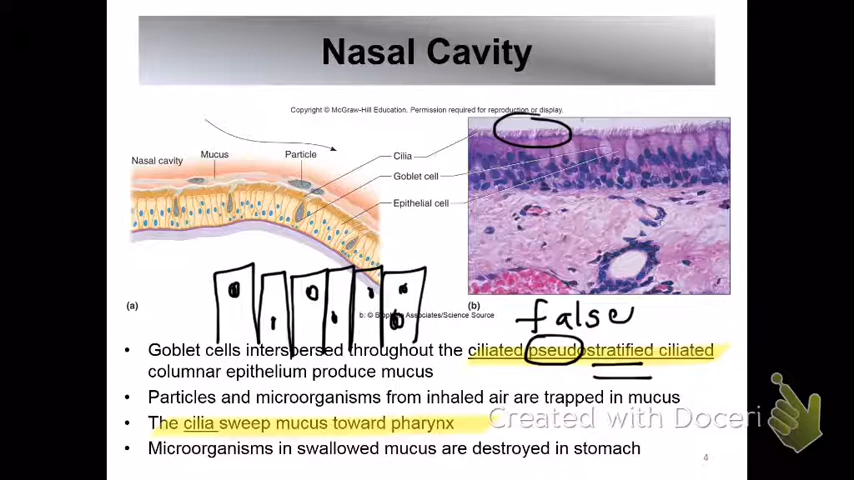 Nasal Cavity
Copyright © McGraw-Hill Education. Permission required for reproduction or display.
Nasal cavity
Mucus
Particle
Cilia
Goblet cell
Epithelial cell
(a)
(b)
b: © Associates/Science Source
false
• Goblet cells interspersed throughout the ciliated pseudostratified ciliated
columnar epithelium produce mucus
• Particles and microorganisms from inhaled air are trapped in mucus
• The cilia sweep mucus toward pharynx
Created with Doceri
• Microorganisms in swallowed mucus are destroyed in stomach
4